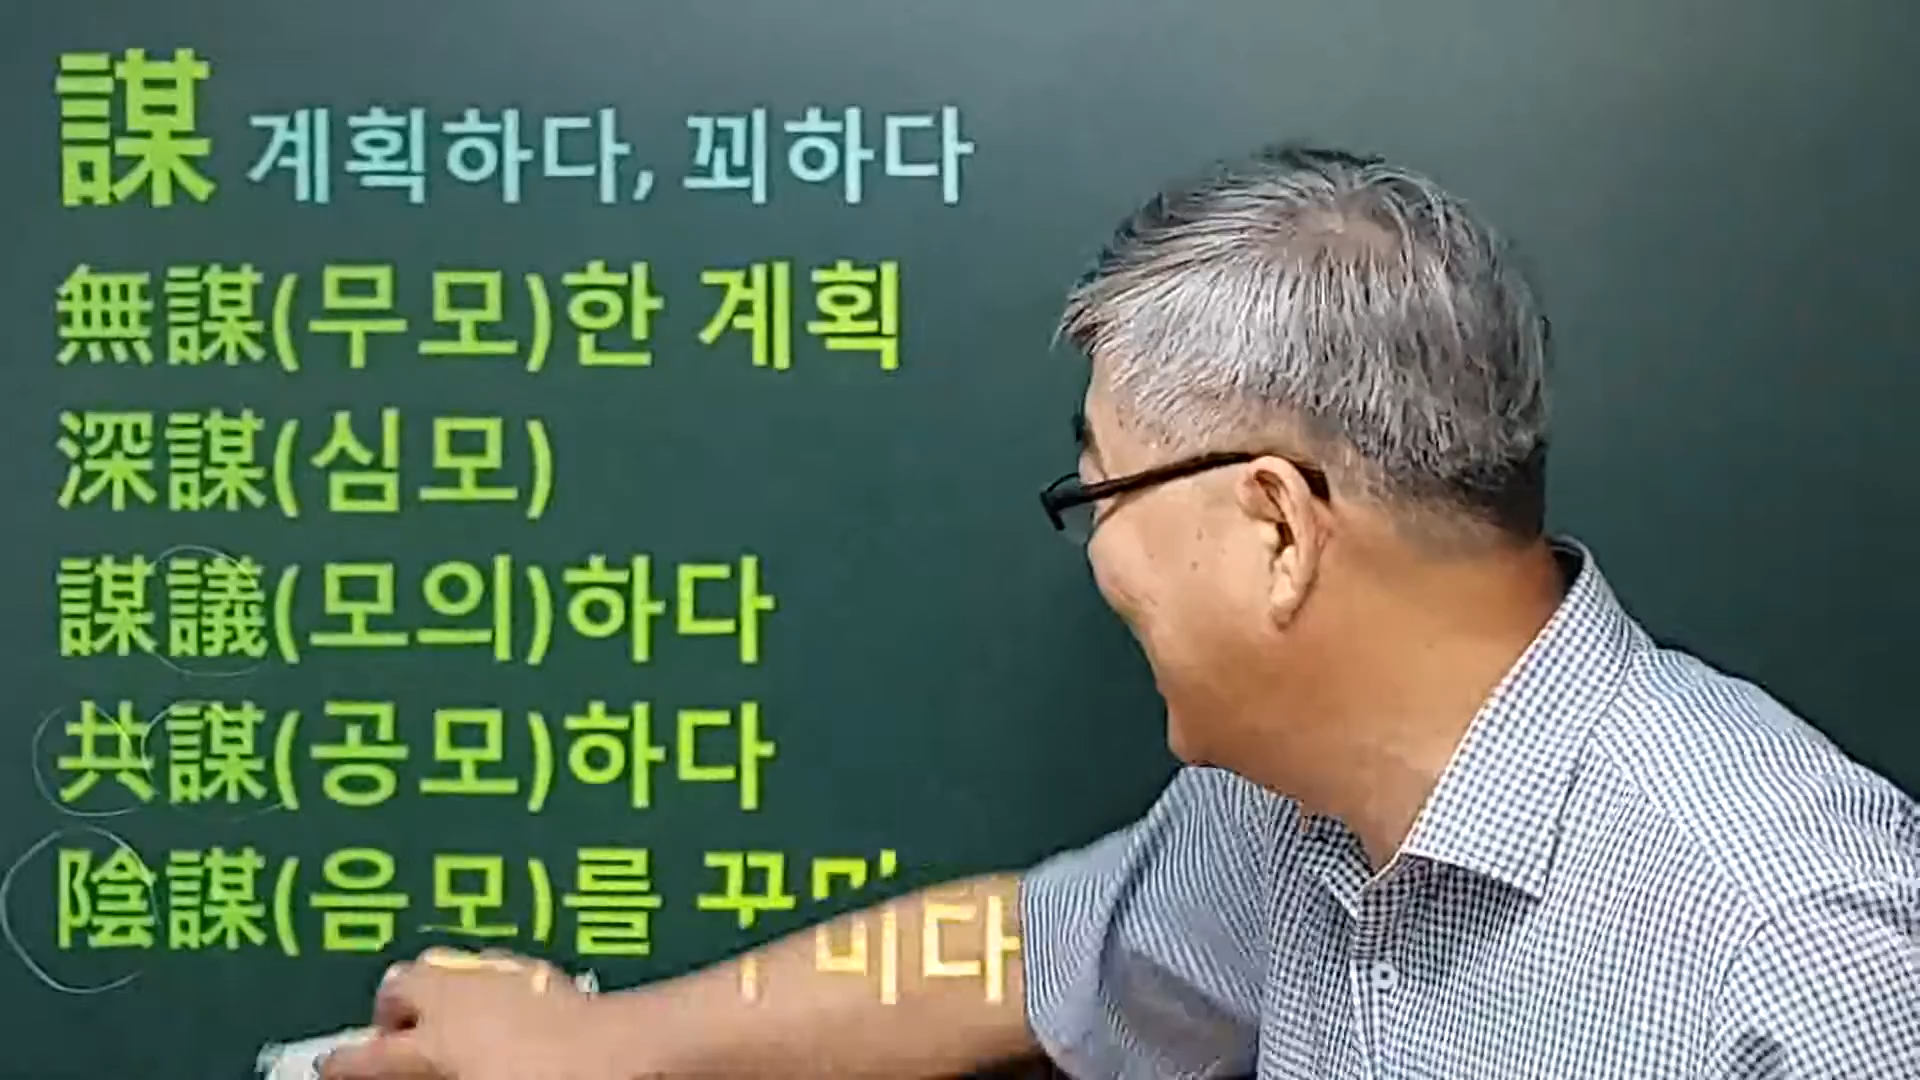 謀 계획하다, 꾀하다
無謀(무모)한 계획
深謀(심모)
謀議(모의)하다
共謀(공모)하다
陰謀(음모)를 꾸미다